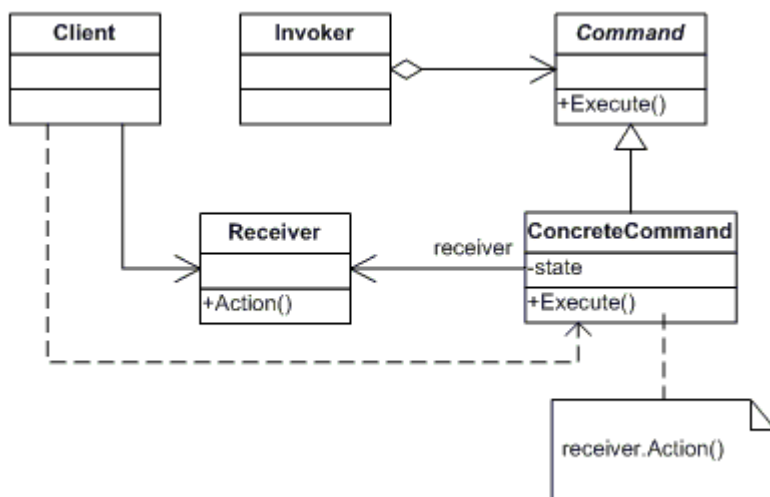 Client
Invoker
Command
+Execute()
Receiver
+Action()
receiver
ConcreteCommand
-state
+Execute()
receiver.Action()